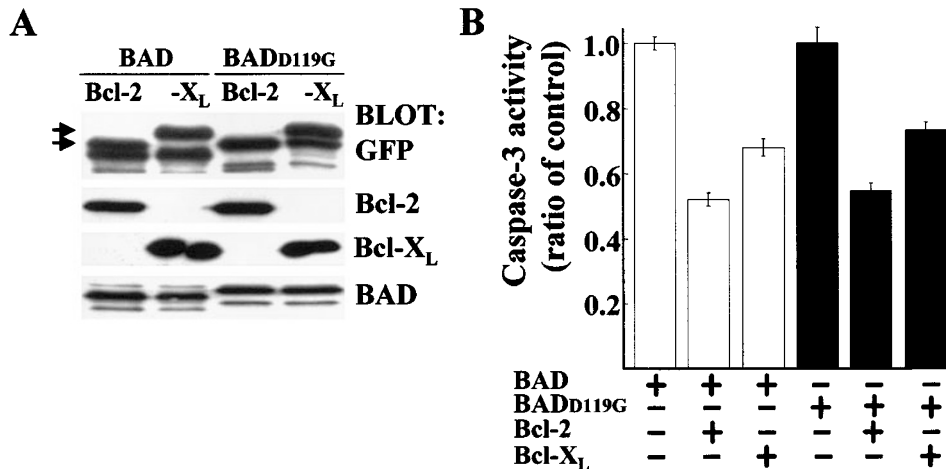 A
BAD BADD119G
Bcl-2 -XL Bcl-2 -XL
BLOT:
GFP
Bcl-2
Bcl-XL
BAD
B
Caspase-3 activity
(ratio of control)
1.0
0.8
0.6
0.4
0.2
BAD + + + − − −
BADD119G − − − + + +
Bcl-2 − + − − + −
Bcl-XL − − + − − +